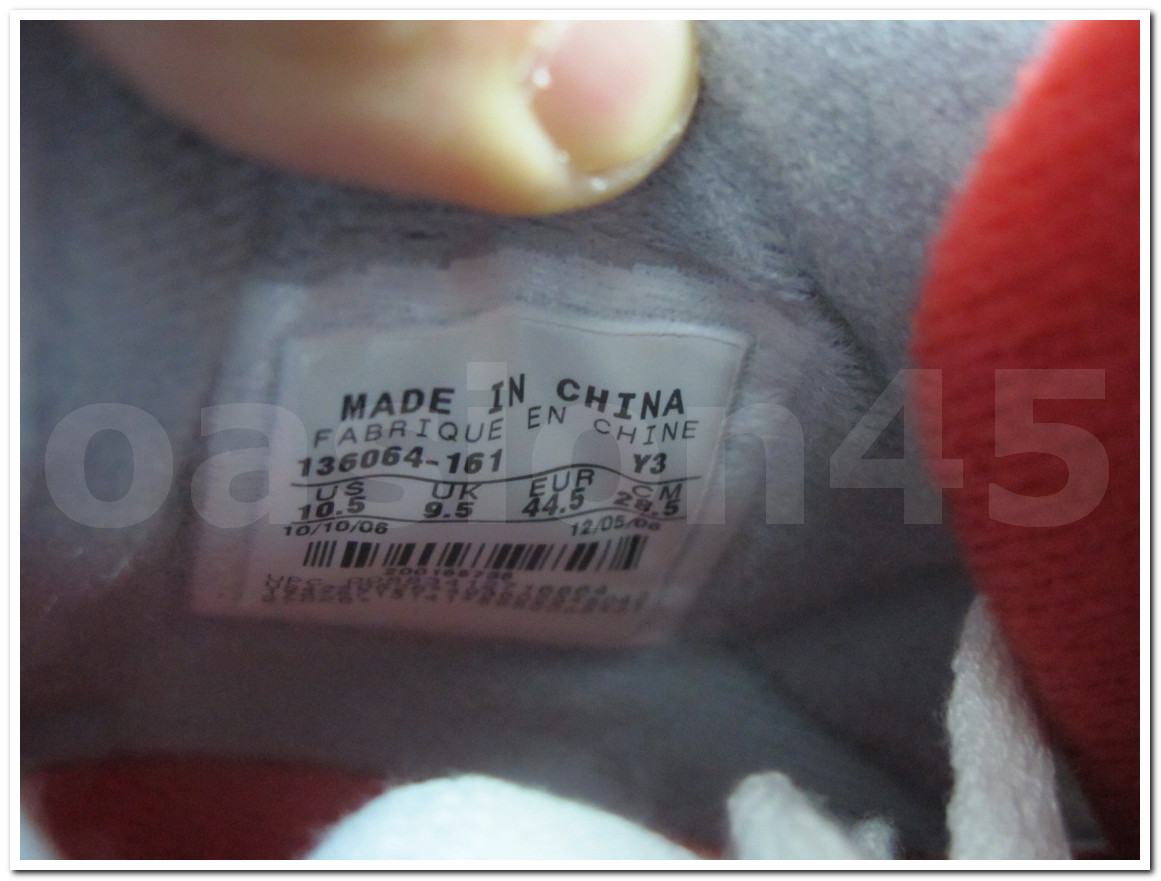 MADE IN CHINA
FABRIQUE EN CHINE
136064-161 Y3
US UK EUR CM
10.5 9.5 44.5 28.5
10/10/06 12/05/06
oasion45